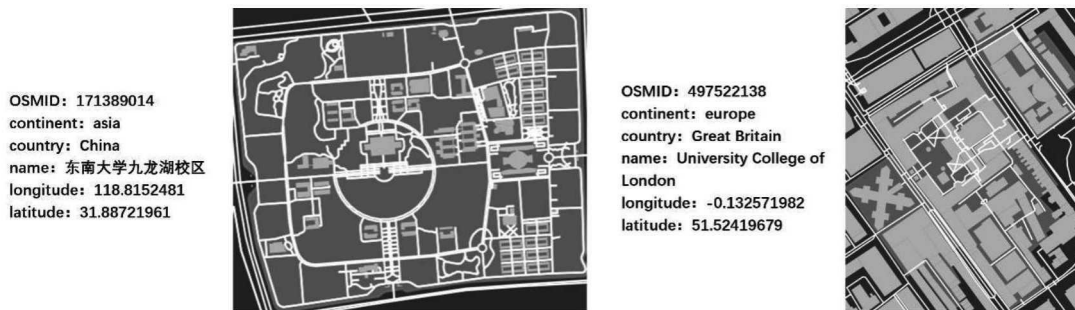 OSMID：171389014
continent：asia
country：China
name：东南大学九龙湖校区
longitude：118.8152481
latitude：31.88721961
OSMID：497522138
continent：europe
country：Great Britain
name：University College of
London
longitude：-0.132571982
latitude：51.52419679